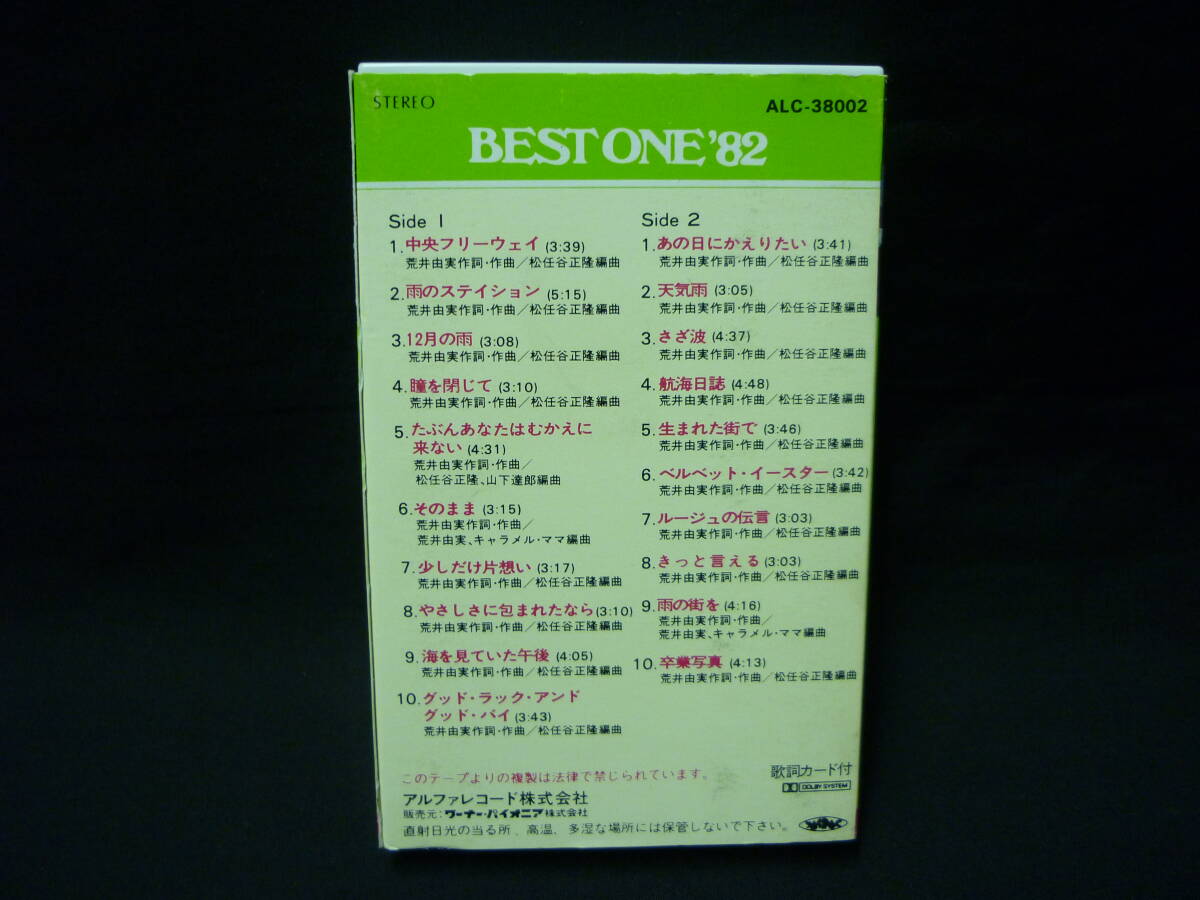 STEREO
ALC-38002
BEST ONE '82
Side 1
1.中央フリーウェイ (3:39)
荒井由実作詞・作曲/松任谷正隆編曲
2.雨のステイション (5:15)
荒井由実作詞・作曲/松任谷正隆編曲
3.12月の雨 (3:08)
荒井由実作詞・作曲/松任谷正隆編曲
4.瞳を閉じて (3:10)
荒井由実作詞・作曲/松任谷正隆編曲
5.たぶんあなたはむかえに
来ない (4:31)
荒井由実作詞・作曲/
松任谷正隆、山下達郎編曲
6.そのまま (3:15)
荒井由実作詞・作曲/
荒井由実、キャラメル・ママ編曲
7.少しだけ片想い (3:17)
荒井由実作詞・作曲/松任谷正隆編曲
8.やさしさに包まれたなら (3:10)
荒井由実作詞・作曲/松任谷正隆編曲
9.海を見ていた午後 (4:05)
荒井由実作詞・作曲/松任谷正隆編曲
10.グッド・ラック・アンド
グッド・バイ (3:43)
荒井由実作詞・作曲/松任谷正隆編曲
Side 2
1.あの日にかえりたい (3:41)
荒井由実作詞・作曲/松任谷正隆編曲
2.天気雨 (3:05)
荒井由実作詞・作曲/松任谷正隆編曲
3.さざ波 (4:37)
荒井由実作詞・作曲/松任谷正隆編曲
4.航海日誌 (4:48)
荒井由実作詞・作曲/松任谷正隆編曲
5.生まれた街で (3:46)
荒井由実作詞・作曲/松任谷正隆編曲
6.ベルベット・イースター (3:42)
荒井由実作詞・作曲/松任谷正隆編曲
7.ルージュの伝言 (3:03)
荒井由実作詞・作曲/松任谷正隆編曲
8.きっと言える (3:03)
荒井由実作詞・作曲/松任谷正隆編曲
9.雨の街を (4:16)
荒井由実作詞・作曲/
荒井由実、キャラメル・ママ編曲
10.卒業写真 (4:13)
荒井由実作詞・作曲/松任谷正隆編曲
このテープよりの複製は法律で禁じられています。
歌詞カード付
DOLBY SYSTEM
アルファレコード株式会社
販売元:ワーナー・パイオニア株式会社
直射日光の当る所、高温、多湿な場所には保管しないで下さい。